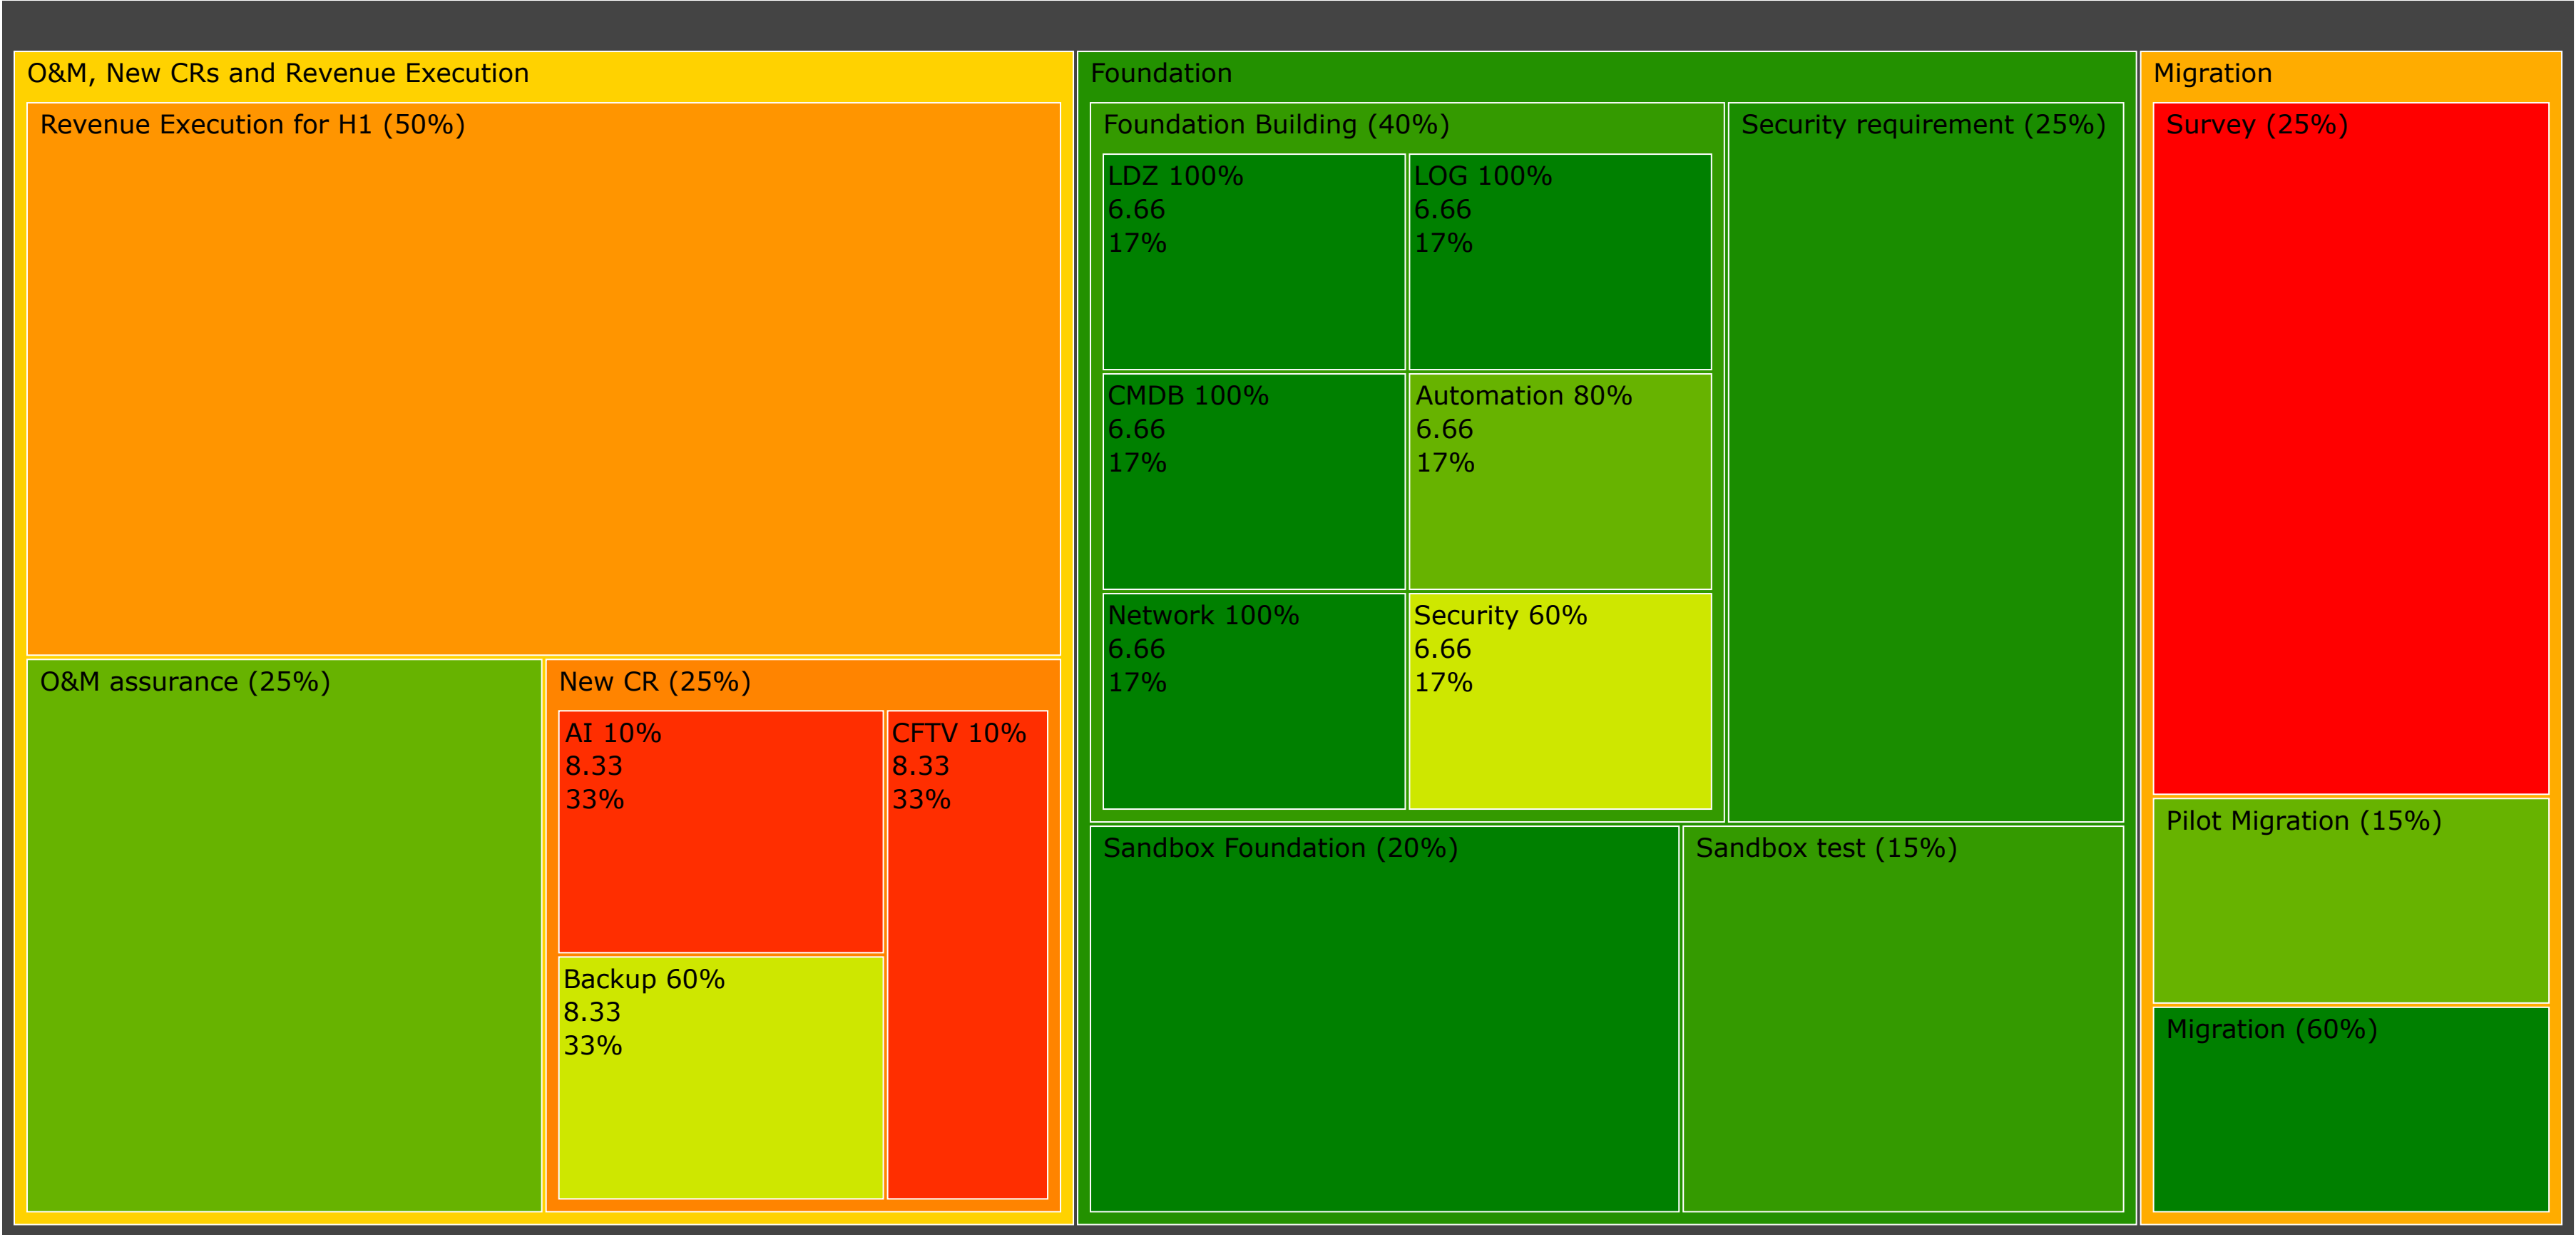 O&M, New CRs and Revenue Execution
Revenue Execution for H1 (50%)
O&M assurance (25%)
New CR (25%)
AI 10%
8.33
33%
CFTV 10%
8.33
33%
Backup 60%
8.33
33%
Foundation
Foundation Building (40%)
LDZ 100%
6.66
17%
LOG 100%
6.66
17%
CMDB 100%
6.66
17%
Automation 80%
6.66
17%
Network 100%
6.66
17%
Security 60%
6.66
17%
Security requirement (25%)
Sandbox Foundation (20%)
Sandbox test (15%)
Migration
Survey (25%)
Pilot Migration (15%)
Migration (60%)